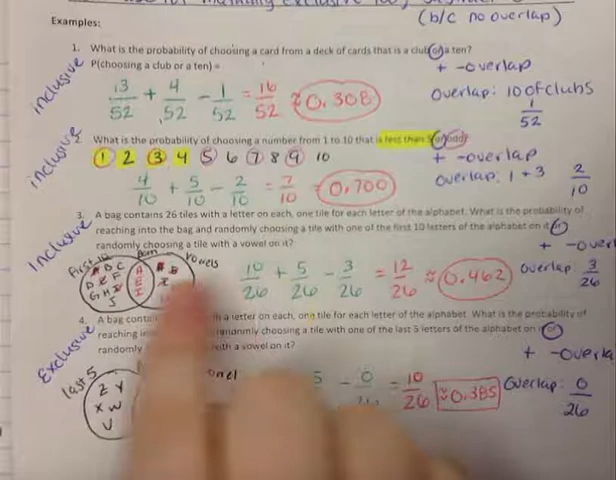 (b/c no overlap)
Examples:
1. What is the probability of choosing a card from a deck of cards that is a club or a ten?
P(choosing a club or a ten) =
Inclusive
13/52 + 4/52 - 1/52 = 16/52 ≈ 0.308
+ -overlap
overlap: 10 of clubs
1/52
2. What is the probability of choosing a number from 1 to 10 that is less than 5 or odd?
Inclusive
1 2 3 4 5 6 7 8 9 10
4/10 + 5/10 - 2/10 = 7/10 = 0.700
+ -overlap
overlap: 1 + 3 2/10
3. A bag contains 26 tiles with a letter on each, one tile for each letter of the alphabet. What is the probability of
reaching into the bag and randomly choosing a tile with one of the first 10 letters of the alphabet on it or
randomly choosing a tile with a vowel on it?
Inclusive
first 10
Both
vowels
A B C
D E F
G H I
J
A
E
I
10/26 + 5/26 - 3/26 = 12/26 ≈ 0.462
+ -overla
overlap: 3/26
4. A bag conta with a letter on each, one tile for each letter of the alphabet. What is the probability of
reaching in randomly choosing a tile with one of the last 5 letters of the alphabet on it or
randomly with a vowel on it?
Exclusive
last 5
Z Y
X W
V
5 - 0 = 10/26 ≈ 0.385
+ -overla
Overlap: 0/26